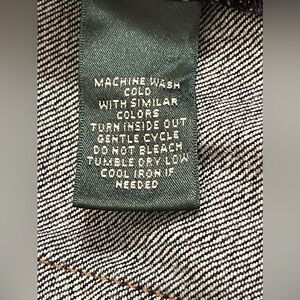 MACHINE WASH
COLD
WITH SIMILAR
COLORS
TURN INSIDE OUT
GENTLE CYCLE
DO NOT BLEACH
TUMBLE DRY LOW
COOL IRON IF
NEEDED